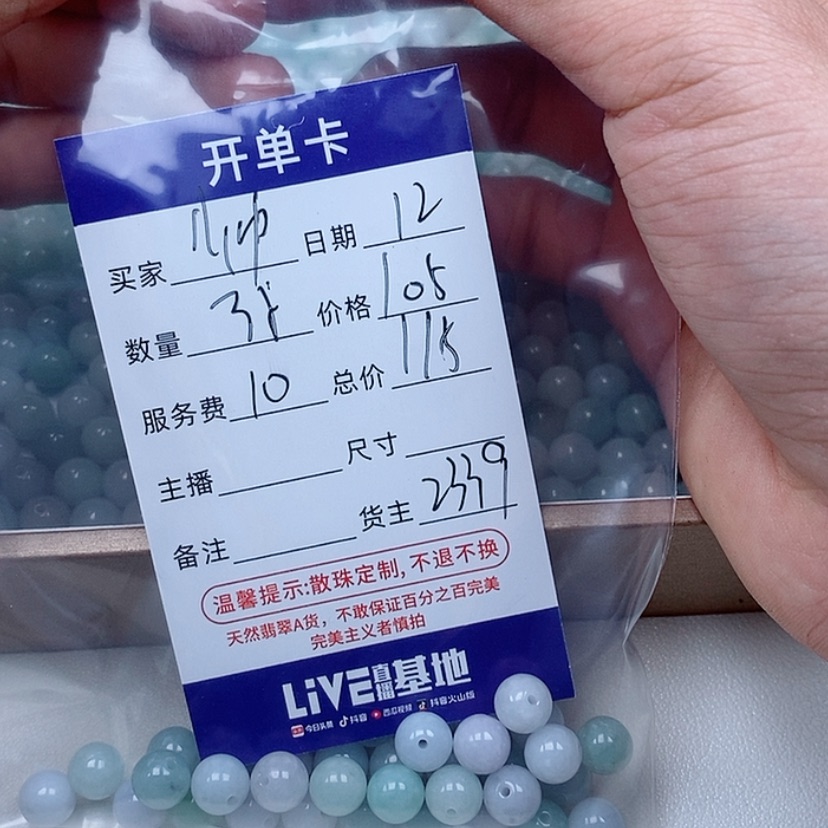 开单卡
买家 日期 12
数量 价格 105
服务费 10 总价 115
主播 尺寸
备注 货主 2339
温馨提示:散珠定制,不退不换
天然翡翠A货,不敢保证百分之百完美
完美主义者慎拍
LiVE直播基地
今日头条 抖音 西瓜视频 抖音火山版